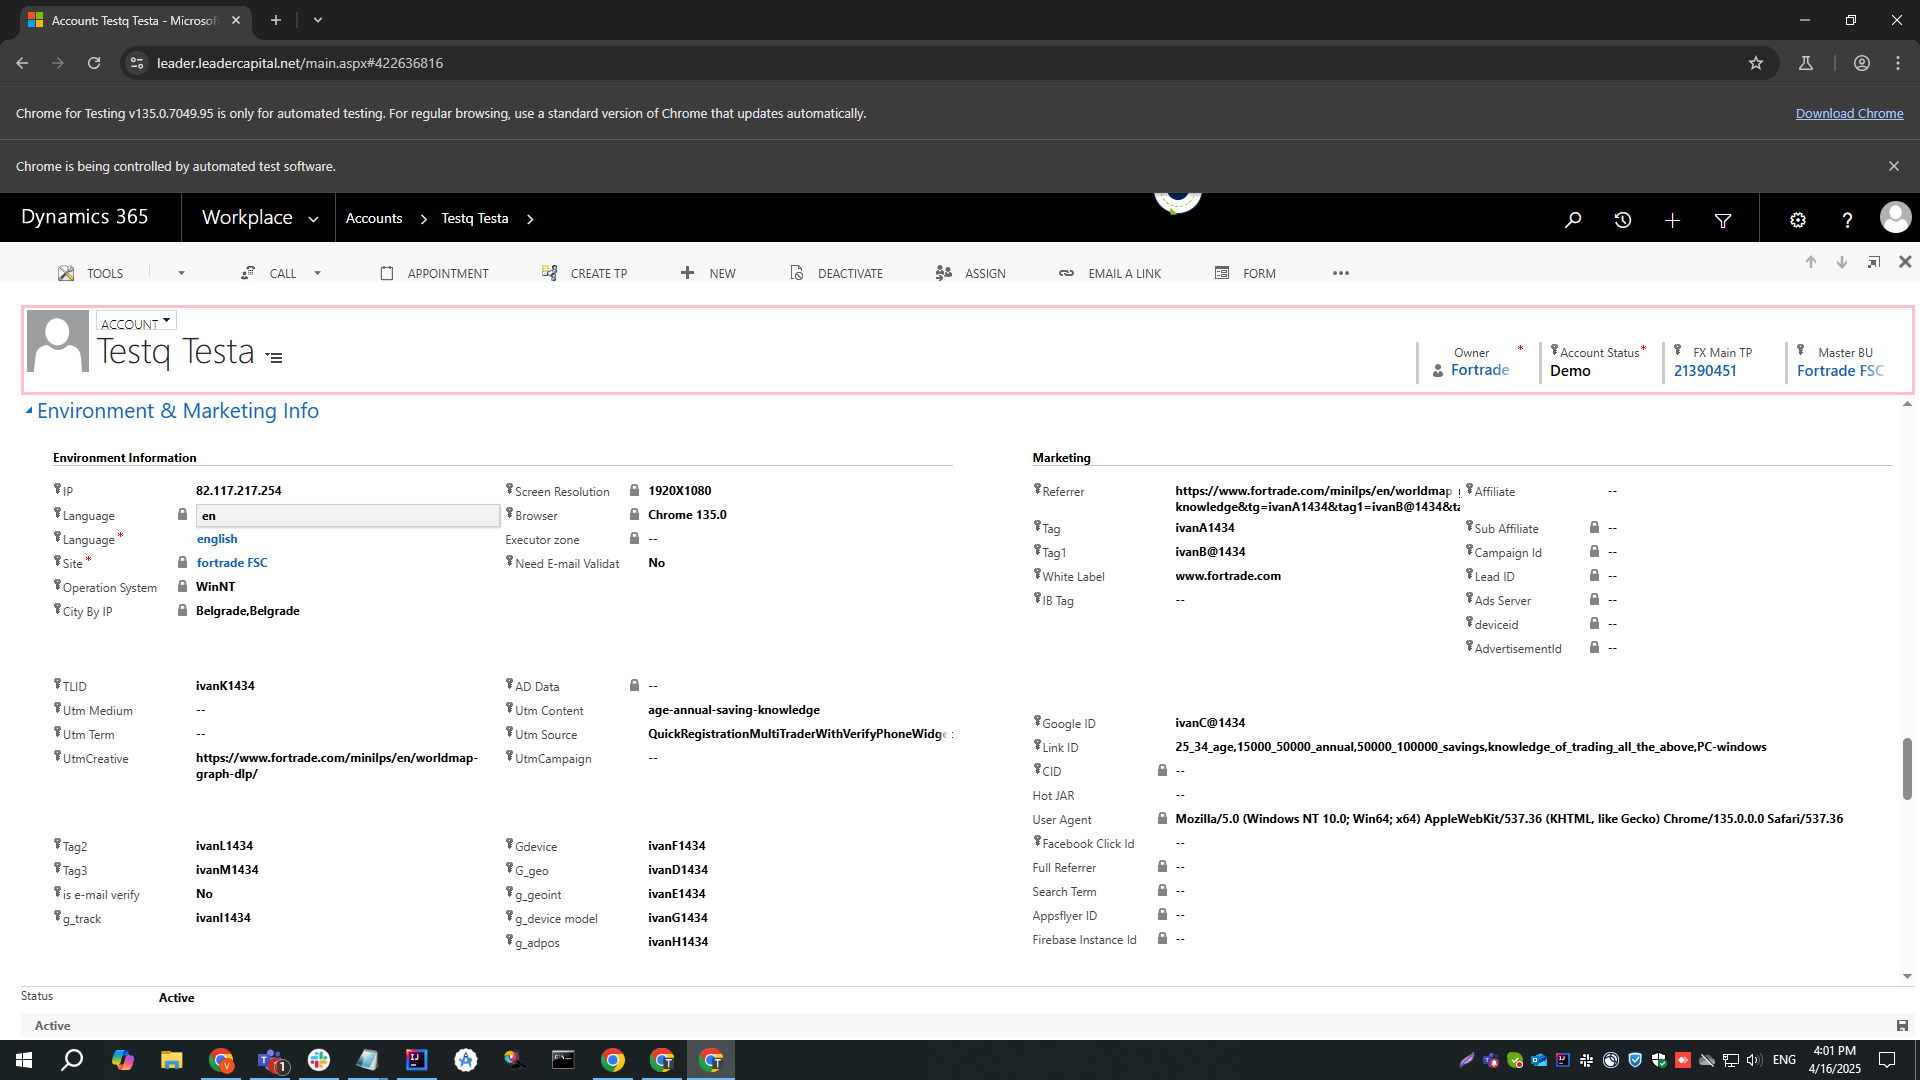 Account: Testq Testa - Microsof
leader.leadercapital.net/main.aspx#422636816
Chrome for Testing v135.0.7049.95 is only for automated testing. For regular browsing, use a standard version of Chrome that updates automatically.
Download Chrome
Chrome is being controlled by automated test software.
Dynamics 365
Workplace
Accounts
Testq Testa
TOOLS
CALL
APPOINTMENT
CREATE TP
NEW
DEACTIVATE
ASSIGN
EMAIL A LINK
FORM
ACCOUNT
Testq Testa
Owner *
Fortrade
Account Status *
Demo
FX Main TP
21390451
Master BU
Fortrade FSC
Environment & Marketing Info
Environment Information
IP 82.117.217.254
Language en
Language * english
Site * fortrade FSC
Operation System WinNT
City By IP Belgrade,Belgrade
Screen Resolution 1920X1080
Browser Chrome 135.0
Executor zone --
Need E-mail Validat No
TLID ivanK1434
Utm Medium --
Utm Term --
UtmCreative https://www.fortrade.com/minilps/en/worldmap-
graph-dlp/
AD Data --
Utm Content age-annual-saving-knowledge
Utm Source QuickRegistrationMultiTraderWithVerifyPhoneWidge
UtmCampaign --
Tag2 ivanL1434
Tag3 ivanM1434
is e-mail verify No
g_track ivanI1434
Gdevice ivanF1434
G_geo ivanD1434
g_geoint ivanE1434
g_device model ivanG1434
g_adpos ivanH1434
Marketing
Referrer https://www.fortrade.com/minilps/en/worldmap
knowledge&tg=ivanA1434&tag1=ivanB@1434&ta
Tag ivanA1434
Tag1 ivanB@1434
White Label www.fortrade.com
IB Tag --
Affiliate --
Sub Affiliate --
Campaign Id --
Lead ID --
Ads Server --
deviceid --
AdvertisementId --
Google ID ivanC@1434
Link ID 25_34_age,15000_50000_annual,50000_100000_savings,knowledge_of_trading_all_the_above,PC-windows
CID --
Hot JAR --
User Agent Mozilla/5.0 (Windows NT 10.0; Win64; x64) AppleWebKit/537.36 (KHTML, like Gecko) Chrome/135.0.0.0 Safari/537.36
Facebook Click Id --
Full Referrer --
Search Term --
Appsflyer ID --
Firebase Instance Id --
Status Active
Active
ENG
4:01 PM
4/16/2025